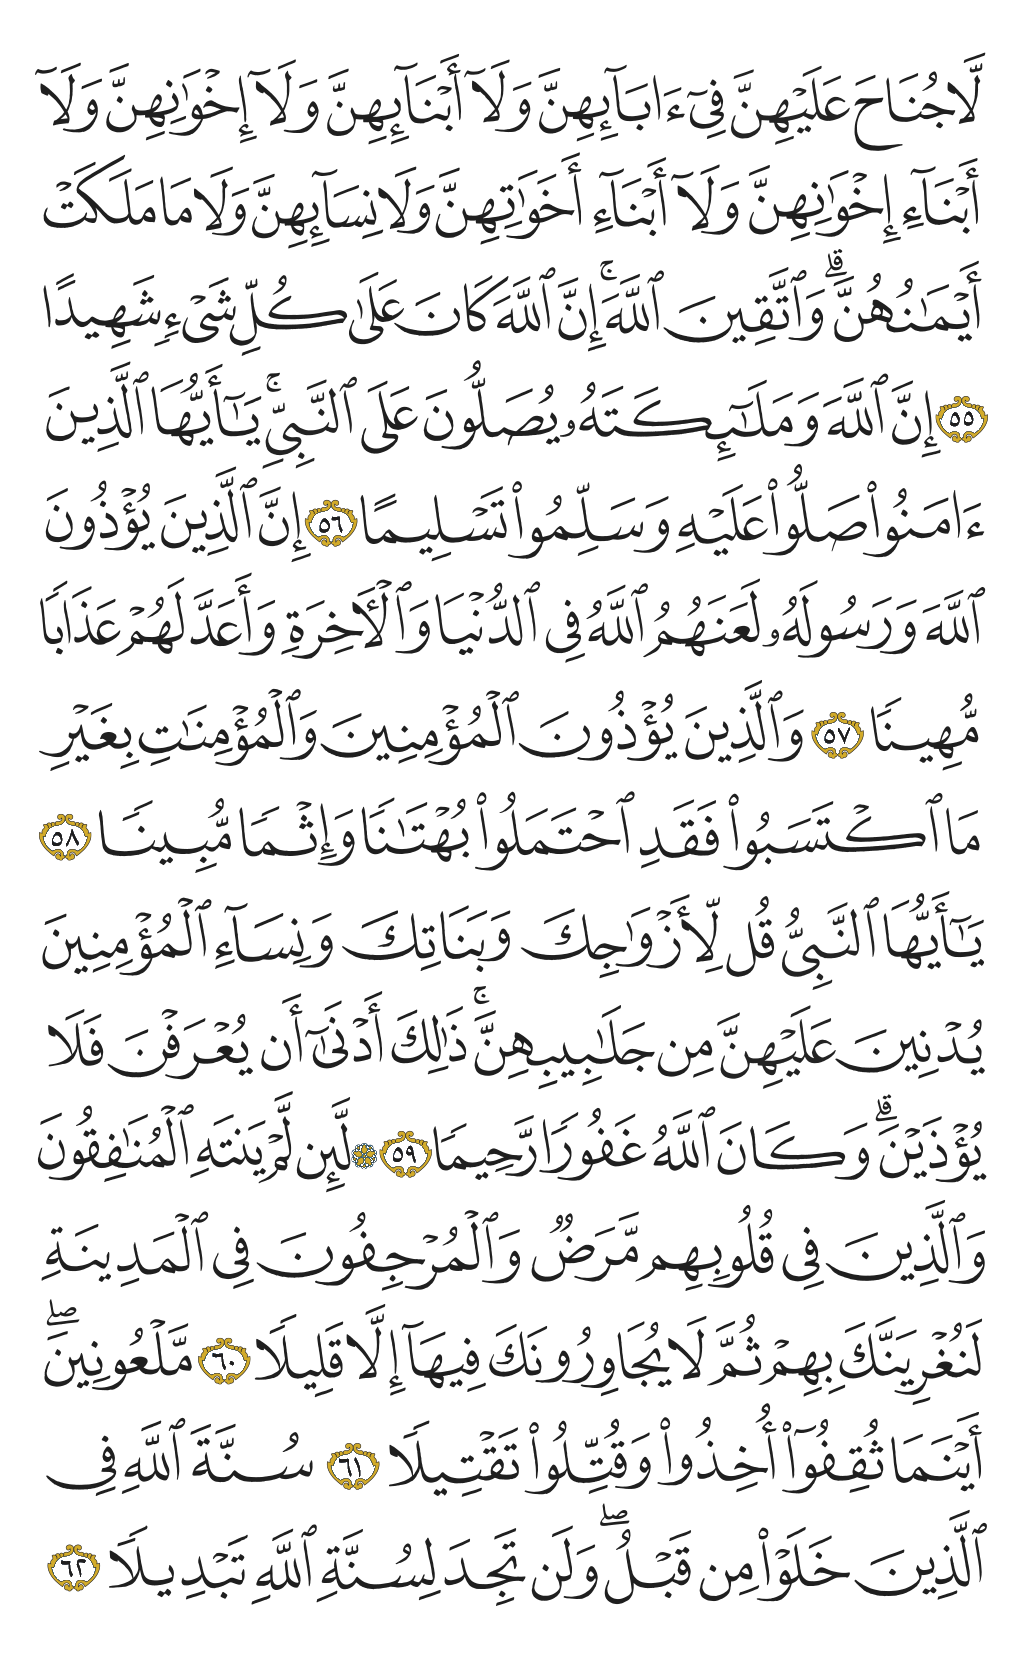 لَّا جُنَاحَ عَلَيْهِنَّ فِىٓ ءَابَآئِهِنَّ وَلَآ أَبْنَآئِهِنَّ وَلَآ إِخْوَٰنِهِنَّ وَلَآ
أَبْنَآءِ إِخْوَٰنِهِنَّ وَلَآ أَبْنَآءِ أَخَوَٰتِهِنَّ وَلَا نِسَآئِهِنَّ وَلَا مَا مَلَكَتْ
أَيْمَٰنُهُنَّ ۗ وَٱتَّقِينَ ٱللَّهَ ۚ إِنَّ ٱللَّهَ كَانَ عَلَىٰ كُلِّ شَىْءٍ شَهِيدًا
٥٥ إِنَّ ٱللَّهَ وَمَلَٰٓئِكَتَهُۥ يُصَلُّونَ عَلَى ٱلنَّبِىِّ ۚ يَٰٓأَيُّهَا ٱلَّذِينَ
ءَامَنُوا۟ صَلُّوا۟ عَلَيْهِ وَسَلِّمُوا۟ تَسْلِيمًا ٥٦ إِنَّ ٱلَّذِينَ يُؤْذُونَ
ٱللَّهَ وَرَسُولَهُۥ لَعَنَهُمُ ٱللَّهُ فِى ٱلدُّنْيَا وَٱلْءَاخِرَةِ وَأَعَدَّ لَهُمْ عَذَابًا
مُّهِينًا ٥٧ وَٱلَّذِينَ يُؤْذُونَ ٱلْمُؤْمِنِينَ وَٱلْمُؤْمِنَٰتِ بِغَيْرِ
مَا ٱكْتَسَبُوا۟ فَقَدِ ٱحْتَمَلُوا۟ بُهْتَٰنًا وَإِثْمًا مُّبِينًا ٥٨
يَٰٓأَيُّهَا ٱلنَّبِىُّ قُل لِّأَزْوَٰجِكَ وَبَنَاتِكَ وَنِسَآءِ ٱلْمُؤْمِنِينَ
يُدْنِينَ عَلَيْهِنَّ مِن جَلَٰبِيبِهِنَّ ۚ ذَٰلِكَ أَدْنَىٰٓ أَن يُعْرَفْنَ فَلَا
يُؤْذَيْنَ ۗ وَكَانَ ٱللَّهُ غَفُورًا رَّحِيمًا ٥٩ ۞ لَّئِن لَّمْ يَنتَهِ ٱلْمُنَٰفِقُونَ
وَٱلَّذِينَ فِى قُلُوبِهِم مَّرَضٌ وَٱلْمُرْجِفُونَ فِى ٱلْمَدِينَةِ
لَنُغْرِيَنَّكَ بِهِمْ ثُمَّ لَا يُجَاوِرُونَكَ فِيهَآ إِلَّا قَلِيلًا ٦٠ مَّلْعُونِينَ ۖ
أَيْنَمَا ثُقِفُوٓا۟ أُخِذُوا۟ وَقُتِّلُوا۟ تَقْتِيلًا ٦١ سُنَّةَ ٱللَّهِ فِى
ٱلَّذِينَ خَلَوْا۟ مِن قَبْلُ ۖ وَلَن تَجِدَ لِسُنَّةِ ٱللَّهِ تَبْدِيلًا ٦٢